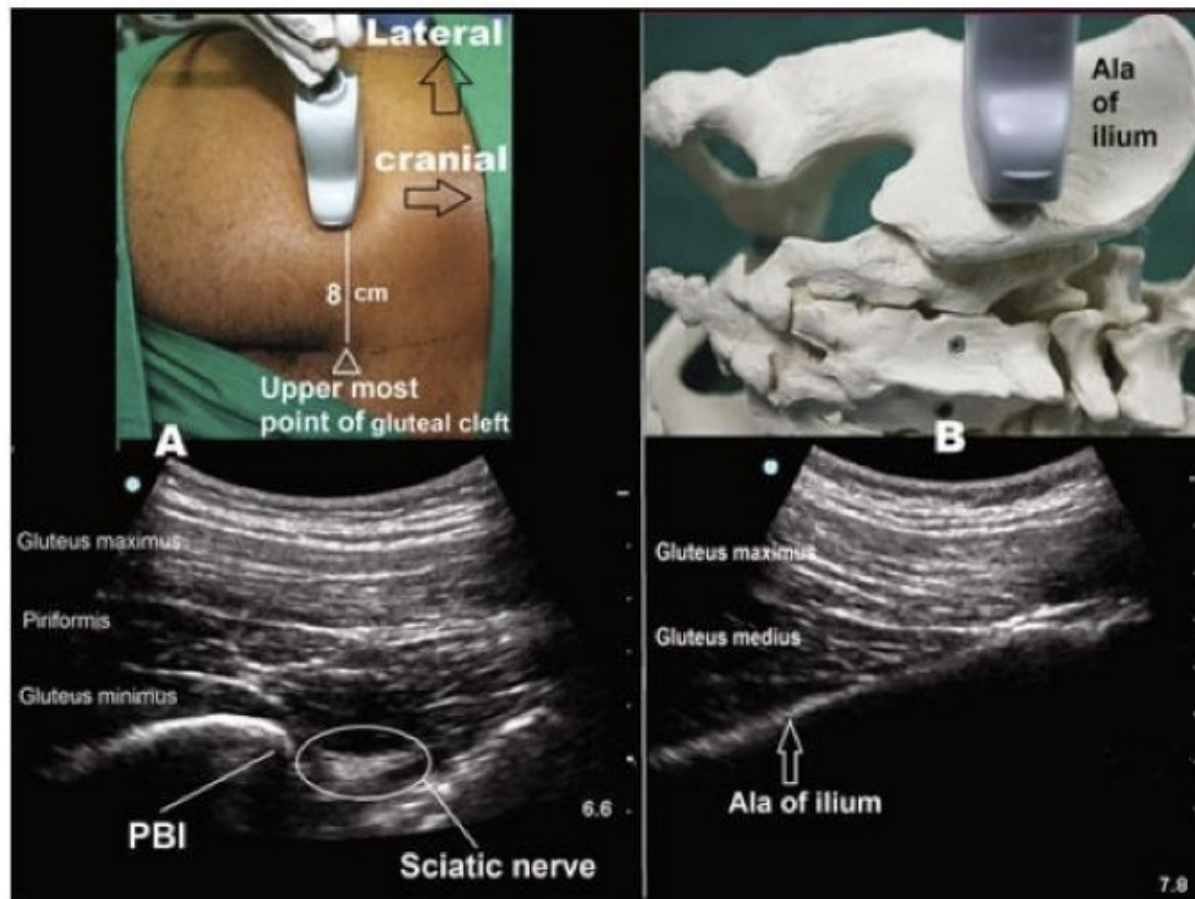 Lateral
cranial
8 cm
Upper most
point of gluteal cleft
A
Ala
of
ilium
B
Gluteus maximus
Piriformis
Gluteus minimus
PBI
Sciatic nerve
6.6
Gluteus maximus
Gluteus medius
Ala of ilium
7.8